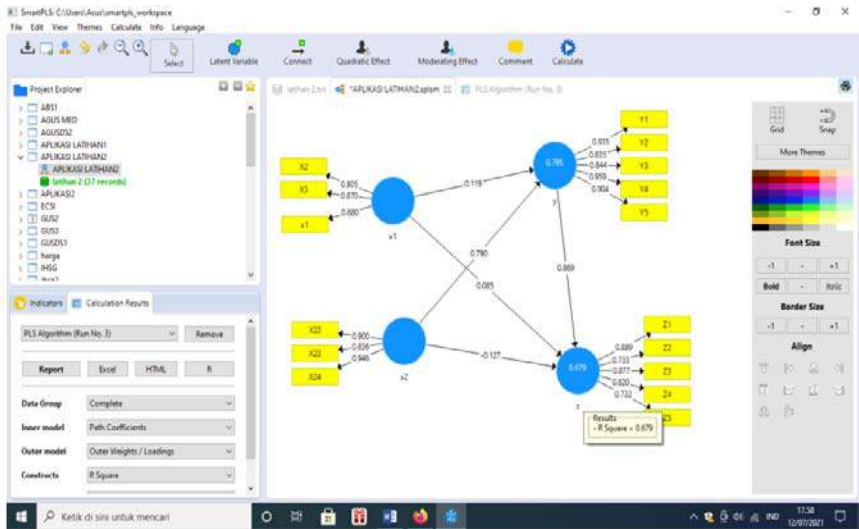 SmartPLS: C:\Users\Asus\smartpls_workspace
File Edit View Themes Calculate Info Language
Select
Latent Variable
Connect
Quadratic Effect
Moderating Effect
Comment
Calculate
Project Explorer
ABS1
AGUS MED
AGUSDS2
APLIKASI LATIHAN1
APLIKASI LATIHAN2
APLIKASI LATIHAN2
latihan 2 [37 records]
APLIKASI2
ECSI
GUS2
GUS3
GUSDS1
harga
IHSG
Indicators
Calculation Results
PLS Algorithm (Run No. 3)
Remove
Report
Excel
HTML
R
Data Group
Complete
Inner model
Path Coefficients
Outer model
Outer Weights / Loadings
Constructs
R Square
latihan 2.txt
*APLIKASI LATIHAN2.splsm
PLS Algorithm (Run No. 3)
X2
X3
x1
0.805
0.870
0.880
x1
X22
X23
X24
0.900
0.836
0.946
x2
0.119
0.790
0.085
-0.127
0.869
0.785
y
0.935
0.825
0.844
0.959
0.904
Y1
Y2
Y3
Y4
Y5
0.679
z
0.899
0.733
0.877
0.820
0.732
Z1
Z2
Z3
Z4
Z5
Results
- R Square = 0.679
Grid
Snap
More Themes
Font Size
-1
-
+1
Bold
-
Italic
Border Size
-1
-
+1
Align
Ketik di sini untuk mencari
IND
17.58
12/07/2021